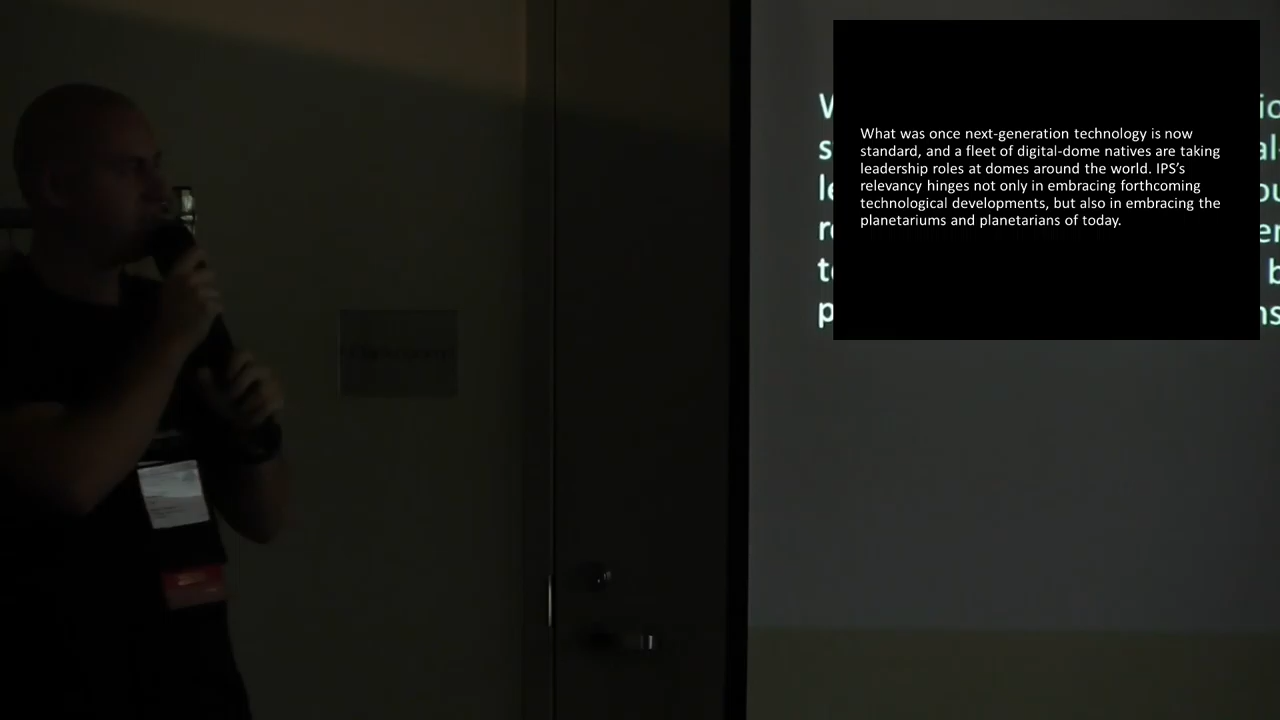 What was once next-generation technology is now
standard, and a fleet of digital-dome natives are taking
leadership roles at domes around the world. IPS’s
relevancy hinges not only in embracing forthcoming
technological developments, but also in embracing the
planetariums and planetarians of today.